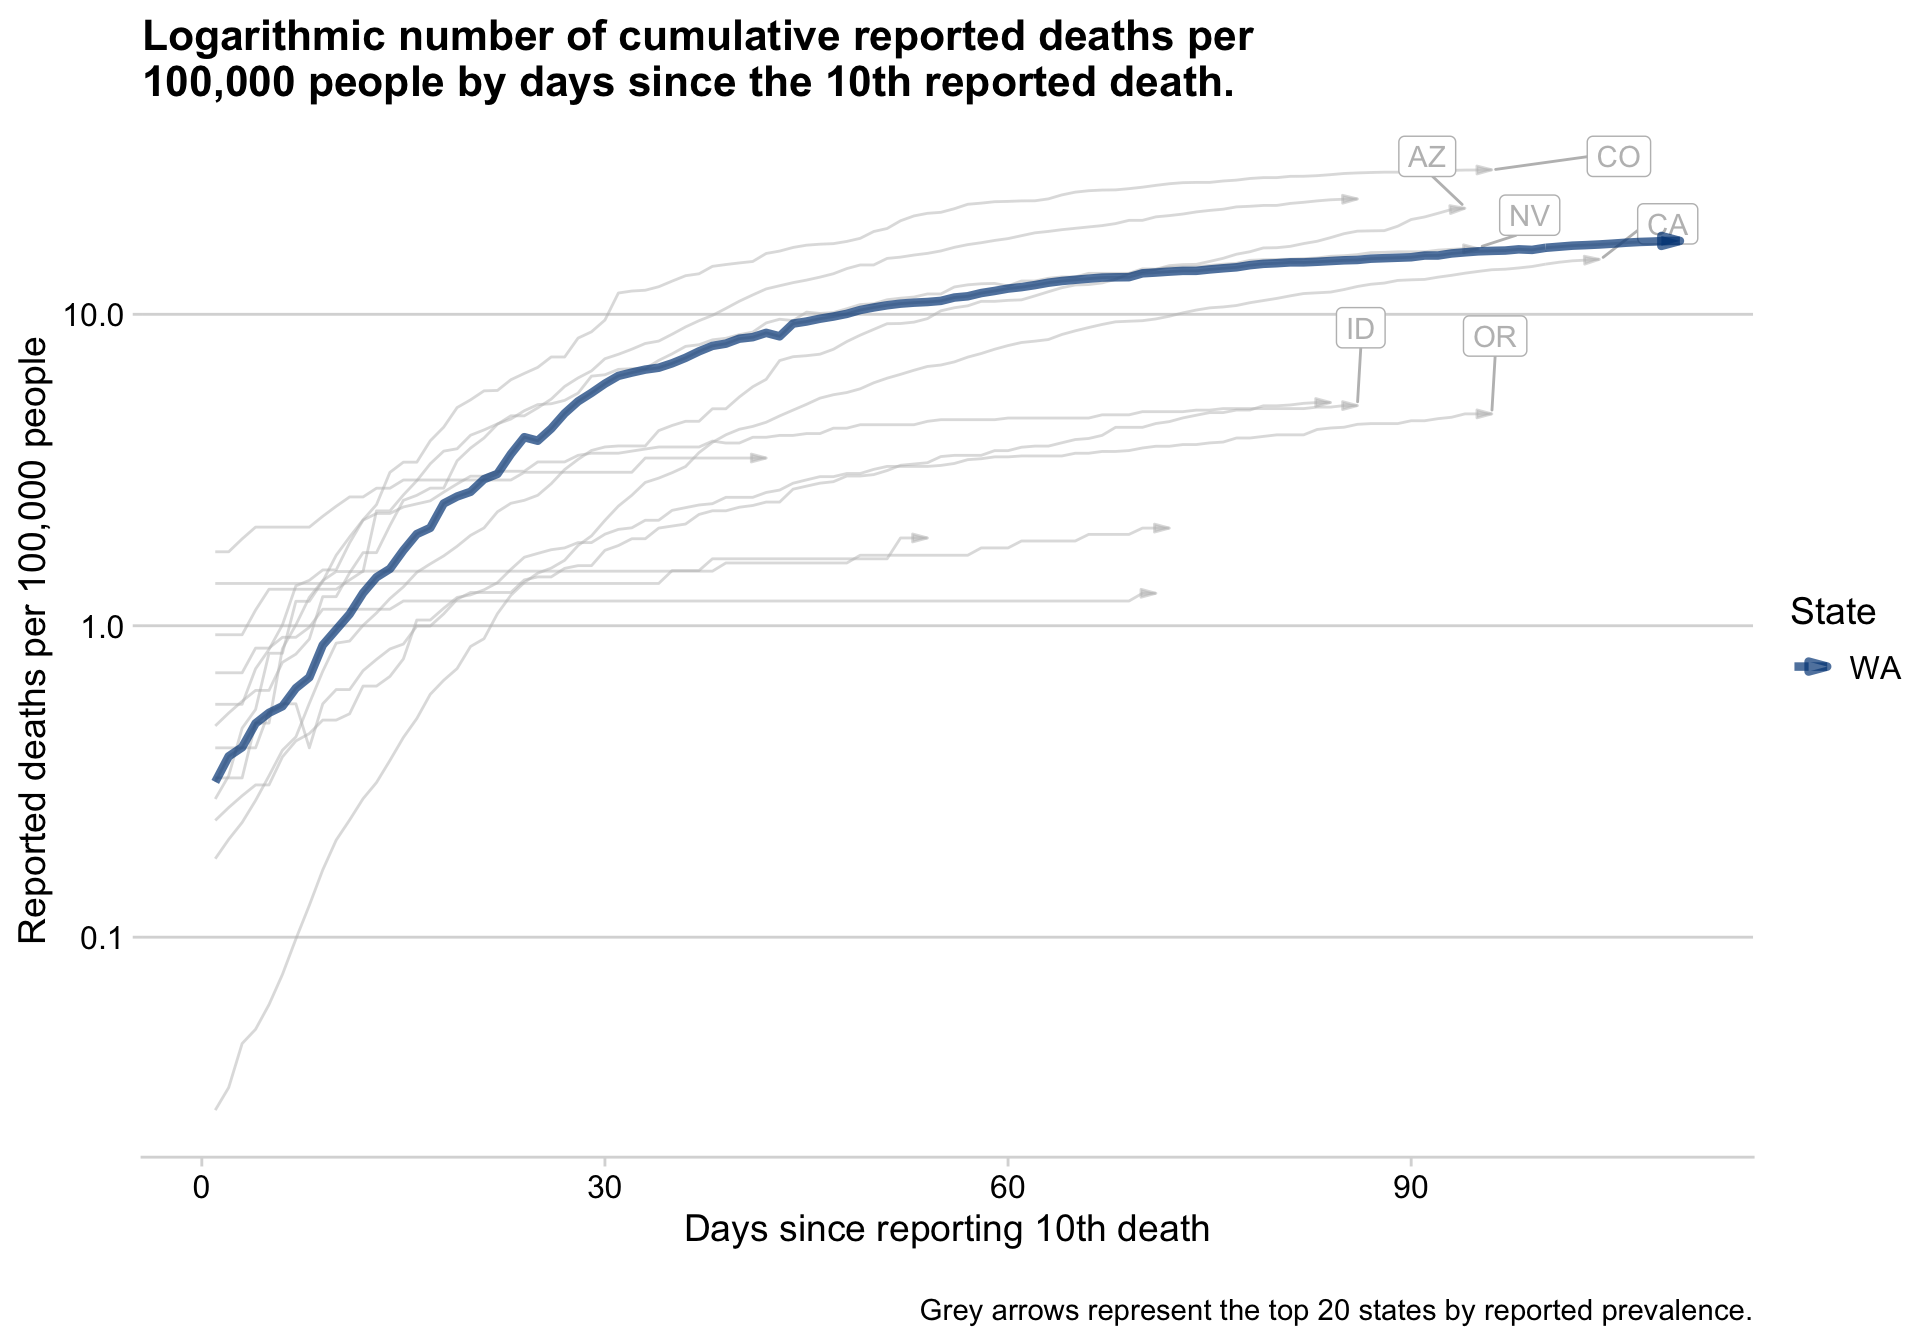 Logarithmic number of cumulative reported deaths per
100,000 people by days since the 10th reported death.
AZ
CO
NV
CA
ID
OR
10.0
1.0
0.1
Reported deaths per 100,000 people
0
30
60
90
Days since reporting 10th death
State
WA
Grey arrows represent the top 20 states by reported prevalence.